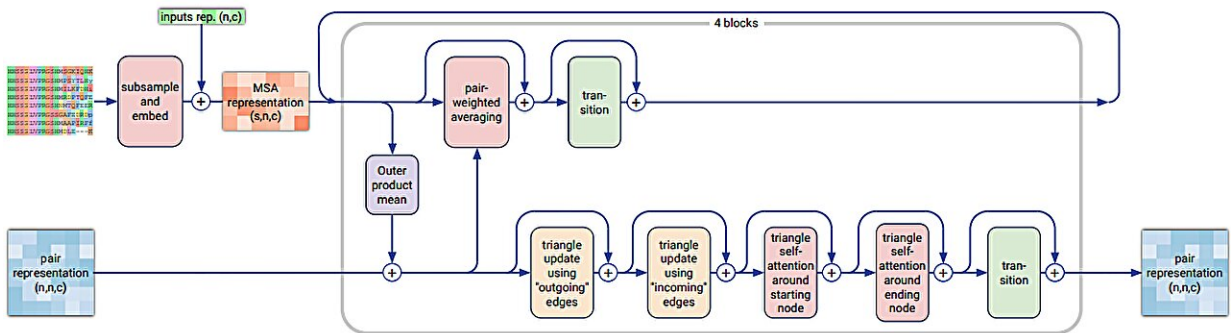 inputs rep. (n,c)
4 blocks
subsample
and
embed
+
MSA
representation
(s,n,c)
pair-
weighted
averaging
+
tran-
sition
+
Outer
product
mean
pair
representation
(n,n,c)
+
triangle
update
using
"outgoing"
edges
+
triangle
update
using
"incoming"
edges
+
triangle
self-
attention
around
starting
node
+
triangle
self-
attention
around
ending
node
+
tran-
sition
+
pair
representation
(n,n,c)